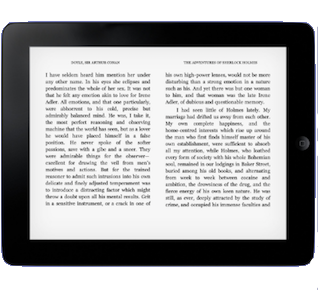 DOYLE, SIR ARTHUR CONAN
I have seldom heard him mention her under
any other name. In his eyes she eclipses and
predominates the whole of her sex. It was not
that he felt any emotion akin to love for Irene
Adler. All emotions, and that one particularly,
were abhorrent to his cold, precise but
admirably balanced mind. He was, I take it,
the most perfect reasoning and observing
machine that the world has seen, but as a lover
he would have placed himself in a false
position. He never spoke of the softer
passions, save with a gibe and a sneer. They
were admirable things for the observer—
excellent for drawing the veil from men's
motives and actions. But for the trained
reasoner to admit such intrusions into his own
delicate and finely adjusted temperament was
to introduce a distracting factor which might
throw a doubt upon all his mental results. Grit
in a sensitive instrument, or a crack in one of
THE ADVENTURES OF SHERLOCK HOLMES
his own high-power lenses, would not be more
disturbing than a strong emotion in a nature
such as his. And yet there was but one woman
to him, and that woman was the late Irene
Adler, of dubious and questionable memory.
I had seen little of Holmes lately. My
marriage had drifted us away from each other.
My own complete happiness, and the
home-centred interests which rise up around
the man who first finds himself master of his
own establishment, were sufficient to absorb
all my attention, while Holmes, who loathed
every form of society with his whole Bohemian
soul, remained in our lodgings in Baker Street,
buried among his old books, and alternating
from week to week between cocaine and
ambition, the drowsiness of the drug, and the
fierce energy of his own keen nature. He was
still, as ever, deeply attracted by the study of
crime, and occupied his immense faculties and